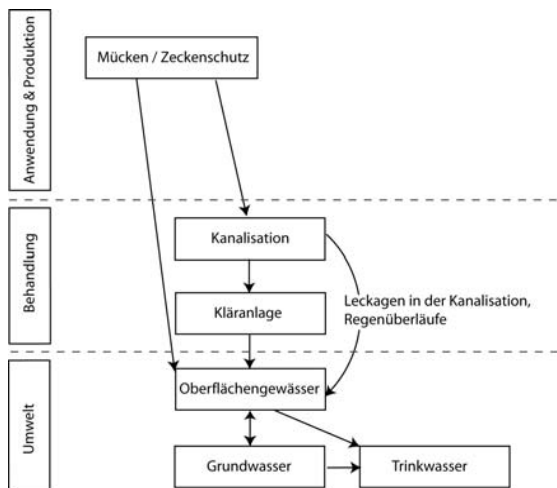 Anwendung & Produktion
Mücken / Zeckenschutz
Behandlung
Kanalisation
Kläranlage
Leckagen in der Kanalisation,
Regenüberläufe
Umwelt
Oberflächengewässer
Grundwasser
Trinkwasser